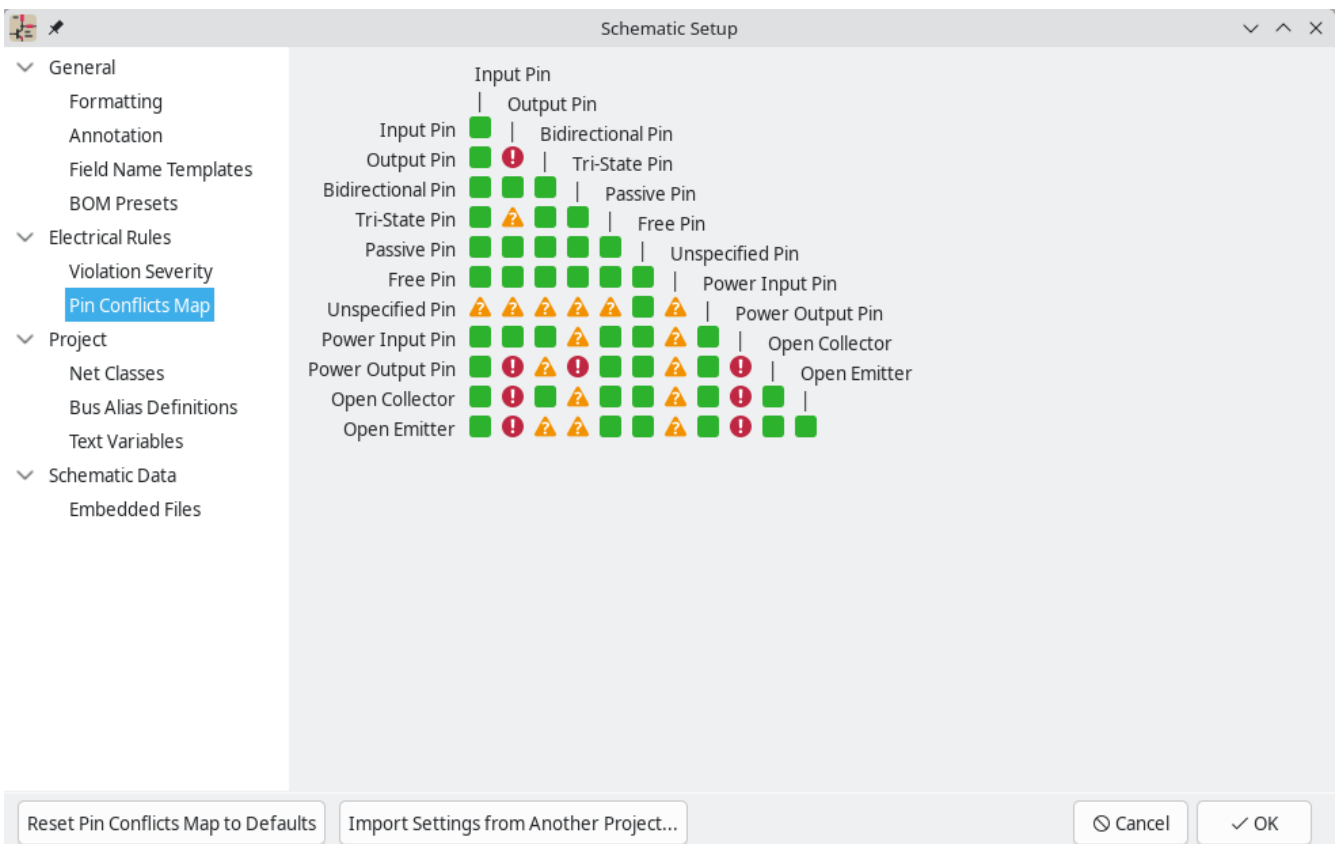 Schematic Setup
General
Formatting
Annotation
Field Name Templates
BOM Presets
Electrical Rules
Violation Severity
Pin Conflicts Map
Project
Net Classes
Bus Alias Definitions
Text Variables
Schematic Data
Embedded Files
Input Pin
| Output Pin
Input Pin | Bidirectional Pin
Output Pin | Tri-State Pin
Bidirectional Pin | Passive Pin
Tri-State Pin | Free Pin
Passive Pin | Unspecified Pin
Free Pin | Power Input Pin
Unspecified Pin | Power Output Pin
Power Input Pin | Open Collector
Power Output Pin | Open Emitter
Open Collector |
Open Emitter
Reset Pin Conflicts Map to Defaults Import Settings from Another Project... Cancel OK